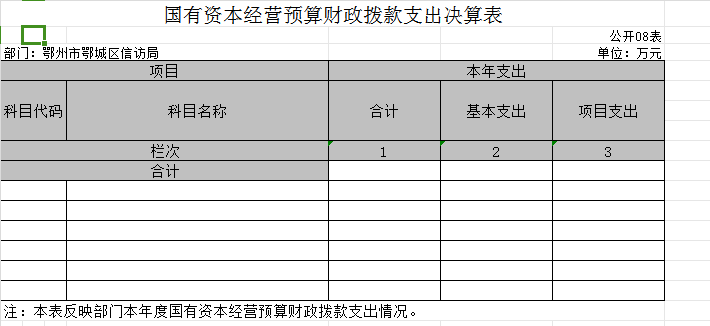 国有资本经营预算财政拨款支出决算表
公开08表
部门：鄂州市鄂城区信访局 单位：万元
项目 本年支出
科目代码 科目名称 合计 基本支出 项目支出
栏次 1 2 3
合计
注：本表反映部门本年度国有资本经营预算财政拨款支出情况。